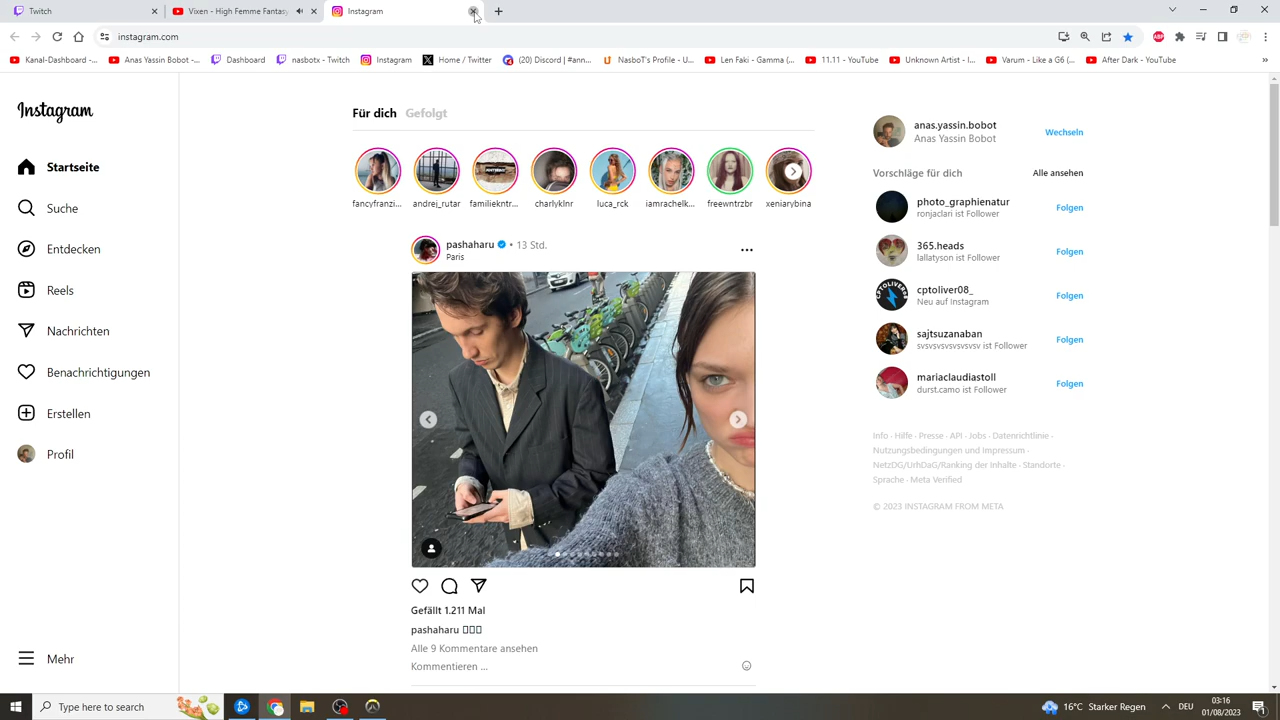 Twitch
Vixen - High Femme Fantasy
Instagram
instagram.com
Kanal-Dashboard -...
Anas Yassin Bobot -...
Dashboard
nasbotx - Twitch
Instagram
Home / Twitter
(20) Discord | #ann...
NasboT's Profile - U...
Len Faki - Gamma (...
11.11 - YouTube
Unknown Artist - I...
Varum - Like a G6 (...
After Dark - YouTube
»
Instagram
Startseite
Suche
Entdecken
Reels
Nachrichten
Benachrichtigungen
Erstellen
Profil
Mehr
Für dich Gefolgt
fancyfranzi...
andrej_rutar
familiekntr...
charlyklnr
luca_rck
iamrachelk...
freewntrzbr
xeniarybina
pashaharu • 13 Std.
Paris
Gefällt 1.211 Mal
pashaharu
Alle 9 Kommentare ansehen
Kommentieren ...
anas.yassin.bobot
Anas Yassin Bobot
Wechseln
Vorschläge für dich
Alle ansehen
photo_graphienatur
ronjaclari ist Follower
Folgen
365.heads
lallatyson ist Follower
Folgen
CPTOLIVER08
cptoliver08_
Neu auf Instagram
Folgen
sajtsuzanaban
svsvsvsvsvsvsvsv ist Follower
Folgen
mariaclaudiastoll
durst.camo ist Follower
Folgen
Info · Hilfe · Presse · API · Jobs · Datenrichtlinie ·
Nutzungsbedingungen und Impressum ·
NetzDG/UrhDaG/Ranking der Inhalte · Standorte ·
Sprache · Meta Verified
© 2023 INSTAGRAM FROM META
Type here to search
16°C Starker Regen
DEU
03:16
01/08/2023